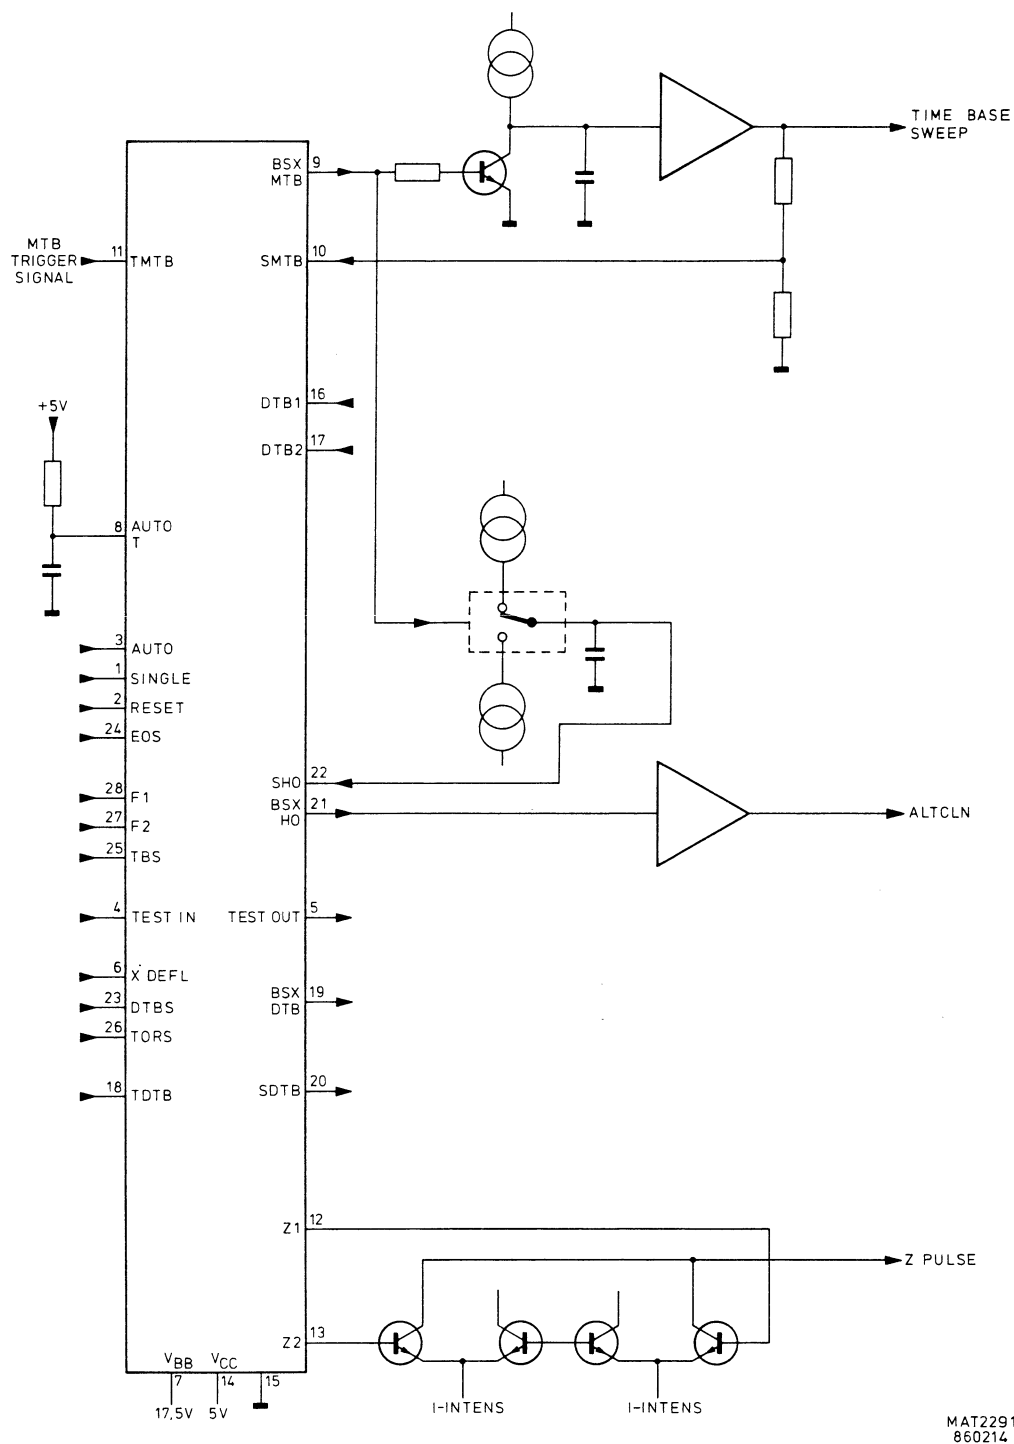 TIME BASE
SWEEP
BSX 9
MTB
MTB
TRIGGER
SIGNAL
11 TMTB
SMTB 10
DTB1 16
+5V
DTB2 17
8 AUTO
T
3 AUTO
1 SINGLE
2 RESET
24 EOS
SHO 22
28 F1
BSX 21
HO
ALTCLN
27 F2
25 TBS
4 TEST IN
TEST OUT 5
6 X DEFL
BSX 19
DTB
23 DTBS
26 TORS
18 TDTB
SDTB 20
Z1 12
Z PULSE
Z2 13
VBB VCC
7 14 15
17,5V 5V
I-INTENS I-INTENS
MAT2291
860214